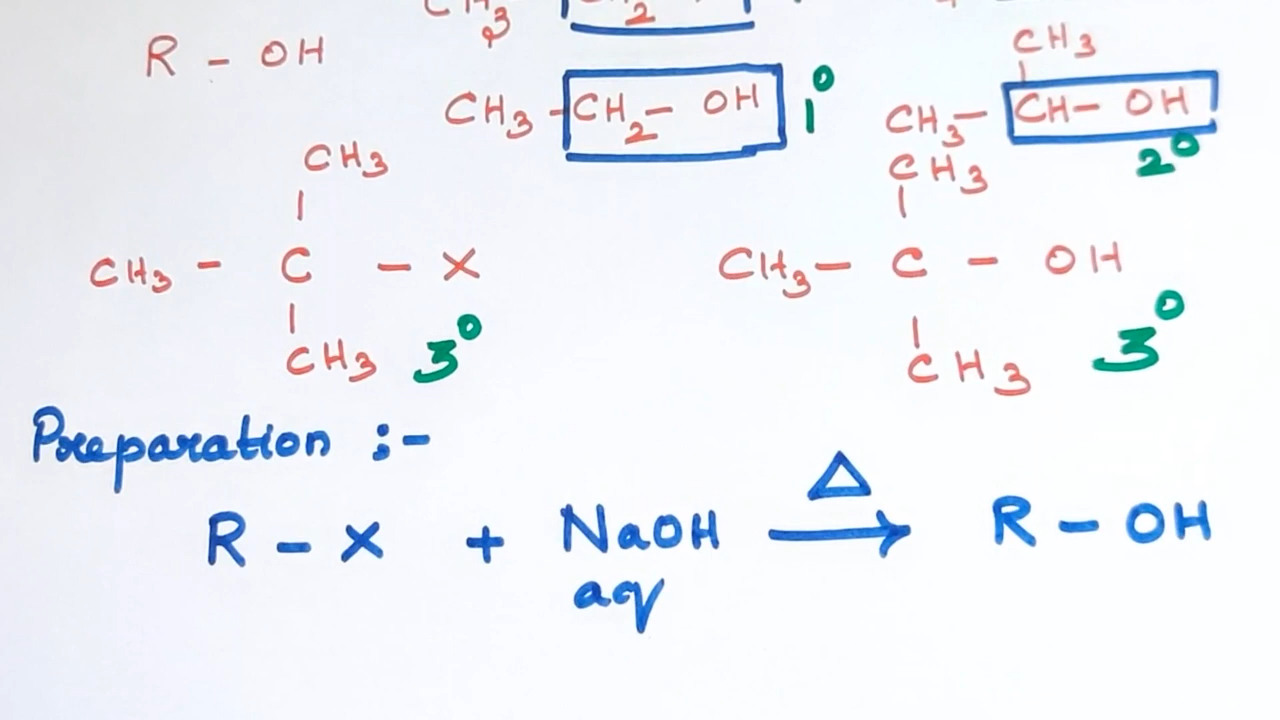 R - OH
CH3 - CH2 - OH 1°
CH3
|
CH3 - CH - OH
2°
CH3
|
CH3 - C - X
|
CH3 3°
CH3
|
CH3 - C - OH
|
CH3 3°
Preparation :-
Δ
R - X + NaOH → R - OH
aq